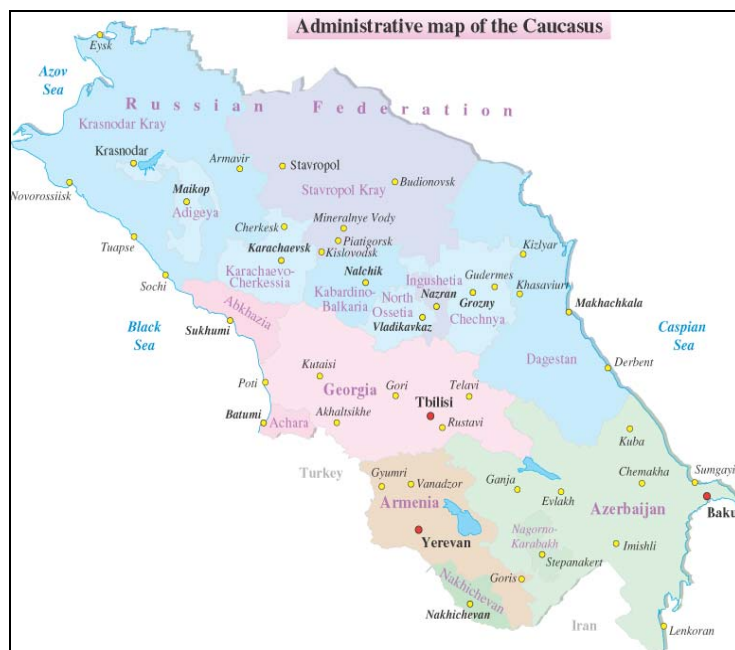 Administrative map of the Caucasus
Eysk
Azov
Sea
Russian Federation
Krasnodar Kray
Krasnodar
Armavir
Stavropol
Stavropol Kray
Budionovsk
Novorossiisk
Maikop
Adigeya
Tuapse
Cherkesk
Mineralnye Vody
Piatigorsk
Kislovodsk
Karachaevsk
Karachaevo-
Cherkessia
Sochi
Nalchik
Kabardino-
Balkaria
North
Ossetia
Vladikavkaz
Ingushetia
Nazran
Gudermes
Grozny
Chechnya
Kizlyar
Khasaviurt
Makhachkala
Abkhazia
Sukhumi
Black
Sea
Caspian
Sea
Dagestan
Derbent
Kutaisi
Georgia
Gori
Telavi
Tbilisi
Poti
Batumi
Achara
Akhaltsikhe
Rustavi
Turkey
Kuba
Gyumri
Vanadzor
Armenia
Yerevan
Ganja
Evlakh
Chemakha
Sumgayi
Azerbaijan
Baku
Nagorno-
Karabakh
Stepanakert
Imishli
Goris
Nakhichevan
Nakhichevan
Iran
Lenkoran